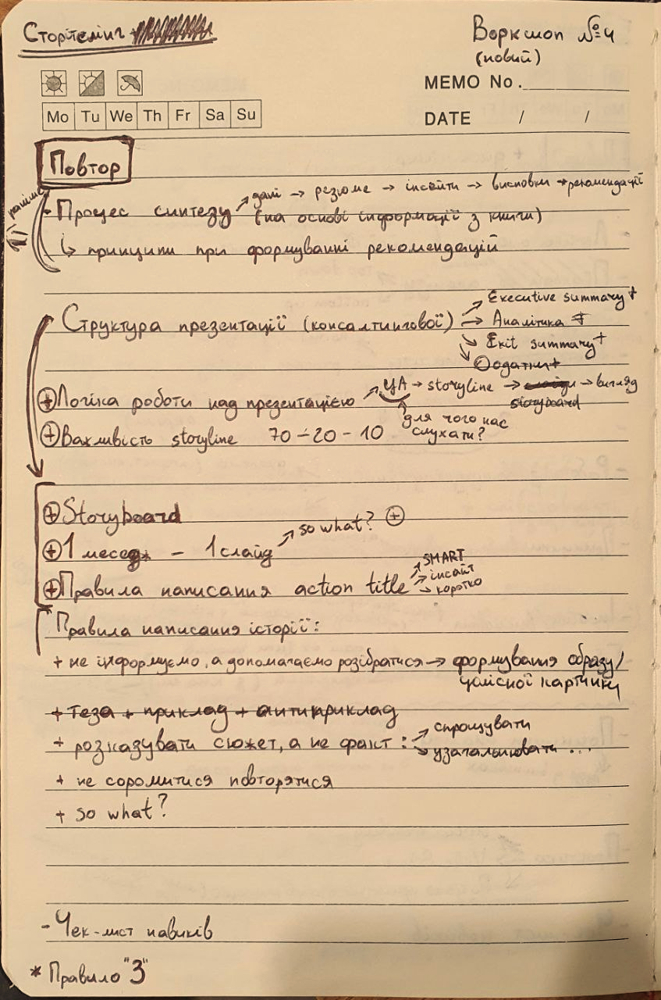 Сторітелінг
Воркшоп №4
(новий)
MEMO No.
Mo Tu We Th Fr Sa Su
DATE / /
Повтор
- Процес синтезу → дані → резюме → інсайти → висновки → рекомендації
(на основі інформації з книги)
↳ принципи при формуванні рекомендацій
Структура презентації (консалтингової) → Executive summary +
→ Аналітика +
→ Exit summary +
→ Додатки +
+ Логіка роботи над презентацією → ЦА → storyline → слайди → вигляд
storyboard
для чого нас
слухати?
+ Важливість storyline 70 – 20 – 10
+ Storyboard
+ 1 меседж – 1 слайд → so what? +
+ Правила написання action title → SMART
→ інсайт
→ коротко
Правила написання історії:
+ не інформуємо, а допомагаємо розібратися → формування образу/
цілісної картинки
+ теза + приклад + антиприклад
+ розказувати сюжет, а не факт : → спрощувати
→ узагальнювати ...
+ не соромитися повторятися
+ so what?
- Чек-лист навиків
* Правило "3"